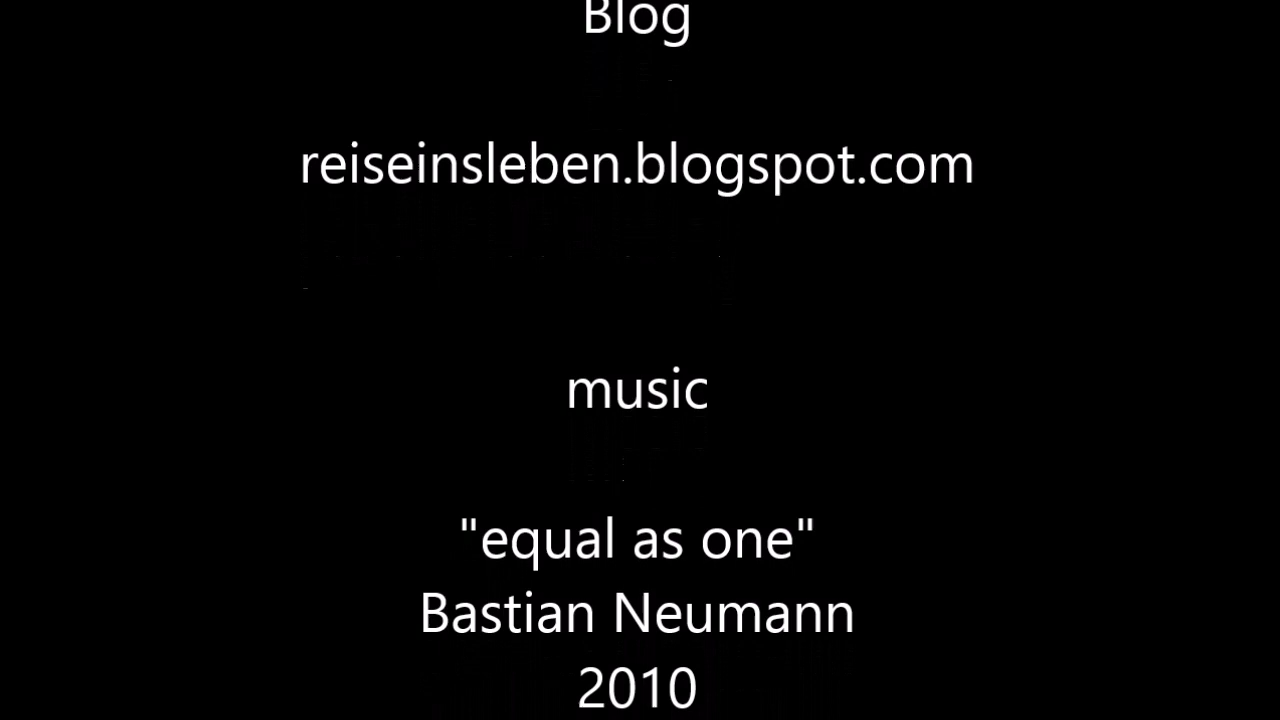 Blog
reiseinsleben.blogspot.com
music
"equal as one"
Bastian Neumann
2010